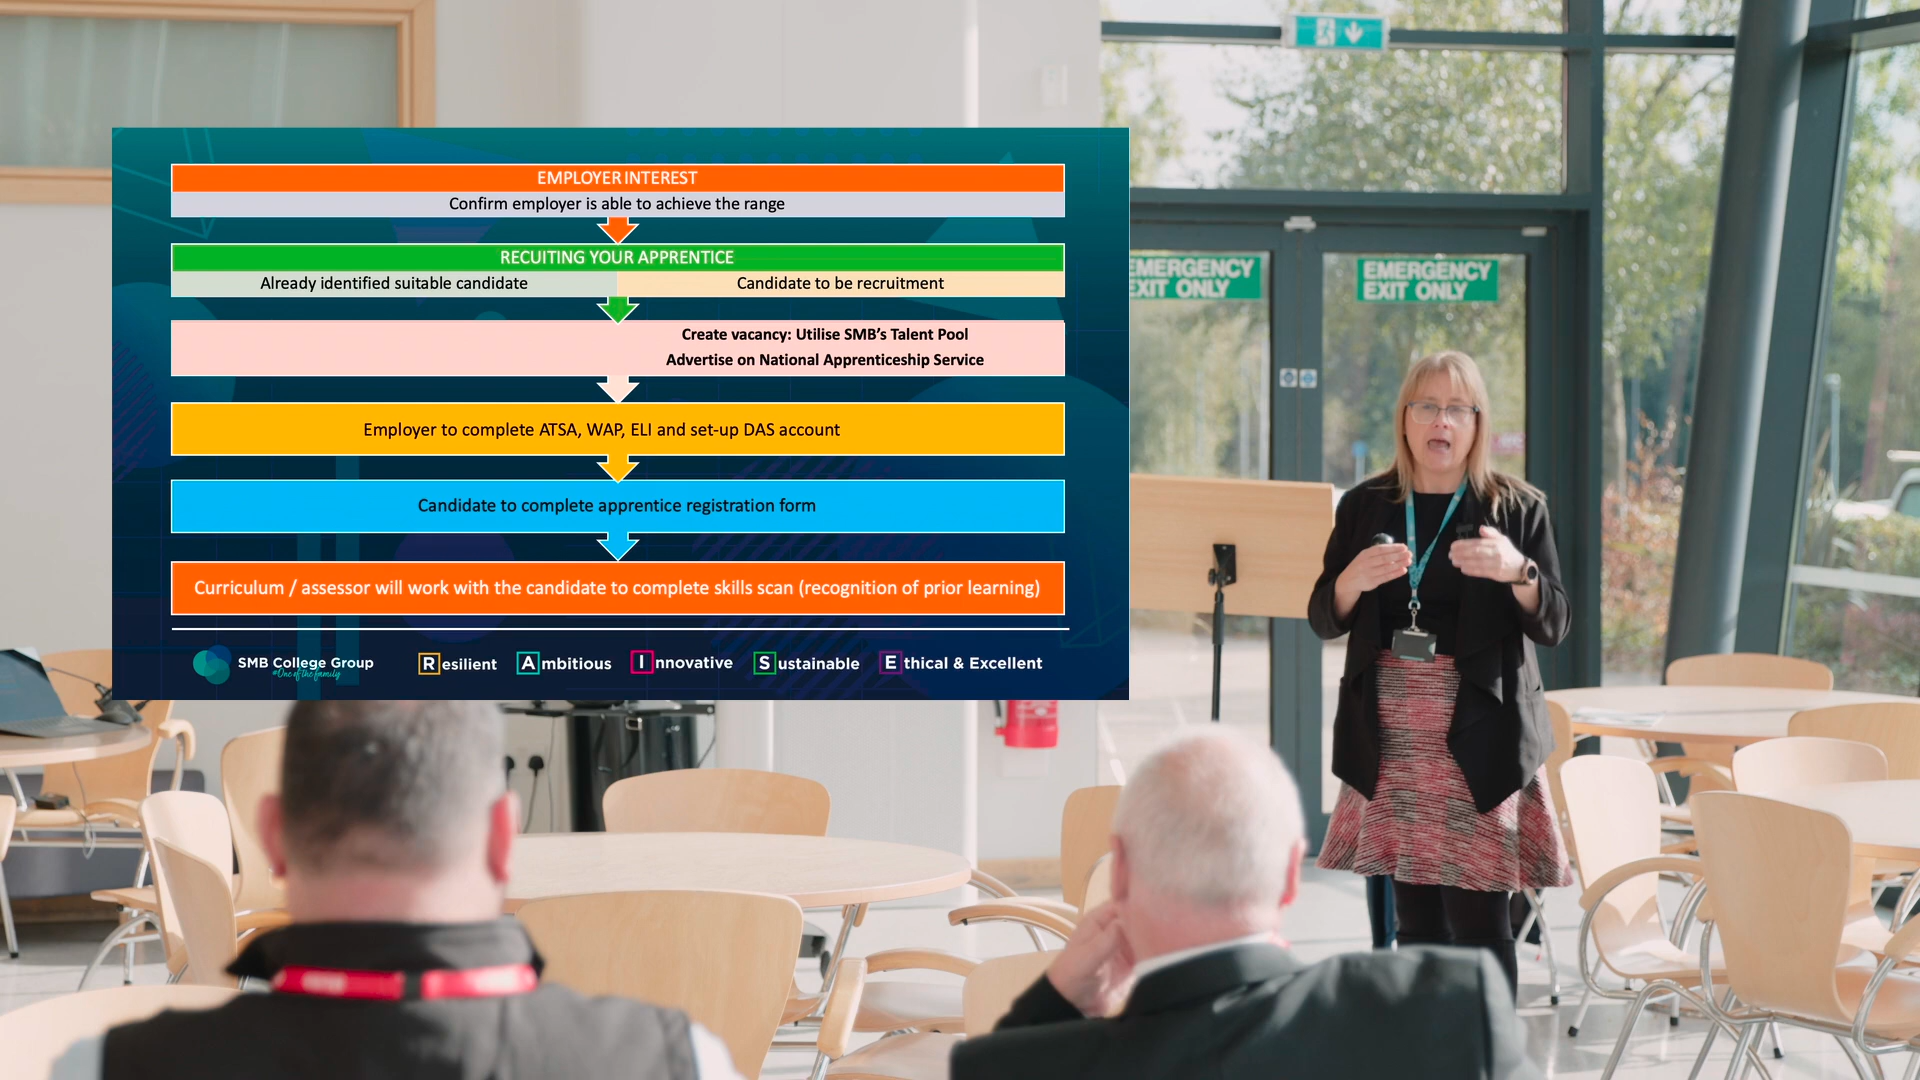 EMPLOYER INTEREST
Confirm employer is able to achieve the range
RECUITING YOUR APPRENTICE
Already identified suitable candidate
Candidate to be recruitment
Create vacancy: Utilise SMB's Talent Pool
Advertise on National Apprenticeship Service
Employer to complete ATSA, WAP, ELI and set-up DAS account
Candidate to complete apprentice registration form
Curriculum / assessor will work with the candidate to complete skills scan (recognition of prior learning)
SMB College Group
#One of the family
Resilient
Ambitious
Innovative
Sustainable
Ethical & Excellent
EMERGENCY
EXIT ONLY
EMERGENCY
EXIT ONLY